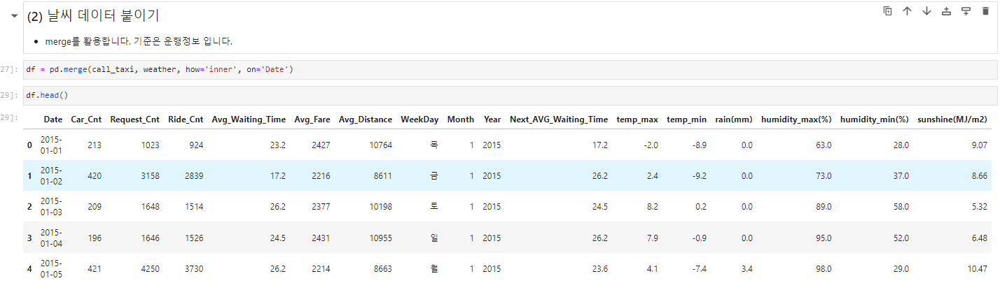 (2) 날씨 데이터 붙이기
• merge를 활용합니다. 기준은 운행정보 입니다.
27]: df = pd.merge(call_taxi, weather, how='inner', on='Date')
29]: df.head()
29]: Date Car_Cnt Request_Cnt Ride_Cnt Avg_Waiting_Time Avg_Fare Avg_Distance WeekDay Month Year Next_AVG_Waiting_Time temp_max temp_min rain(mm) humidity_max(%) humidity_min(%) sunshine(MJ/m2)
0 2015-01-01 213 1023 924 23.2 2427 10764 목 1 2015 17.2 -2.0 -8.9 0.0 63.0 28.0 9.07
1 2015-01-02 420 3158 2839 17.2 2216 8611 금 1 2015 26.2 2.4 -9.2 0.0 73.0 37.0 8.66
2 2015-01-03 209 1648 1514 26.2 2377 10198 토 1 2015 24.5 8.2 0.2 0.0 89.0 58.0 5.32
3 2015-01-04 196 1646 1526 24.5 2431 10955 일 1 2015 26.2 7.9 -0.9 0.0 95.0 52.0 6.48
4 2015-01-05 421 4250 3730 26.2 2214 8663 월 1 2015 23.6 4.1 -7.4 3.4 98.0 29.0 10.47